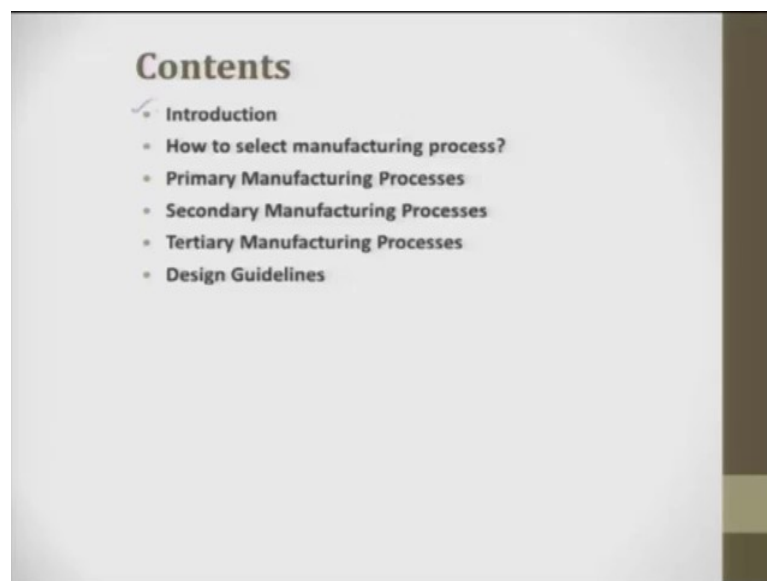 Contents
Introduction
How to select manufacturing process?
Primary Manufacturing Processes
Secondary Manufacturing Processes
Tertiary Manufacturing Processes
Design Guidelines